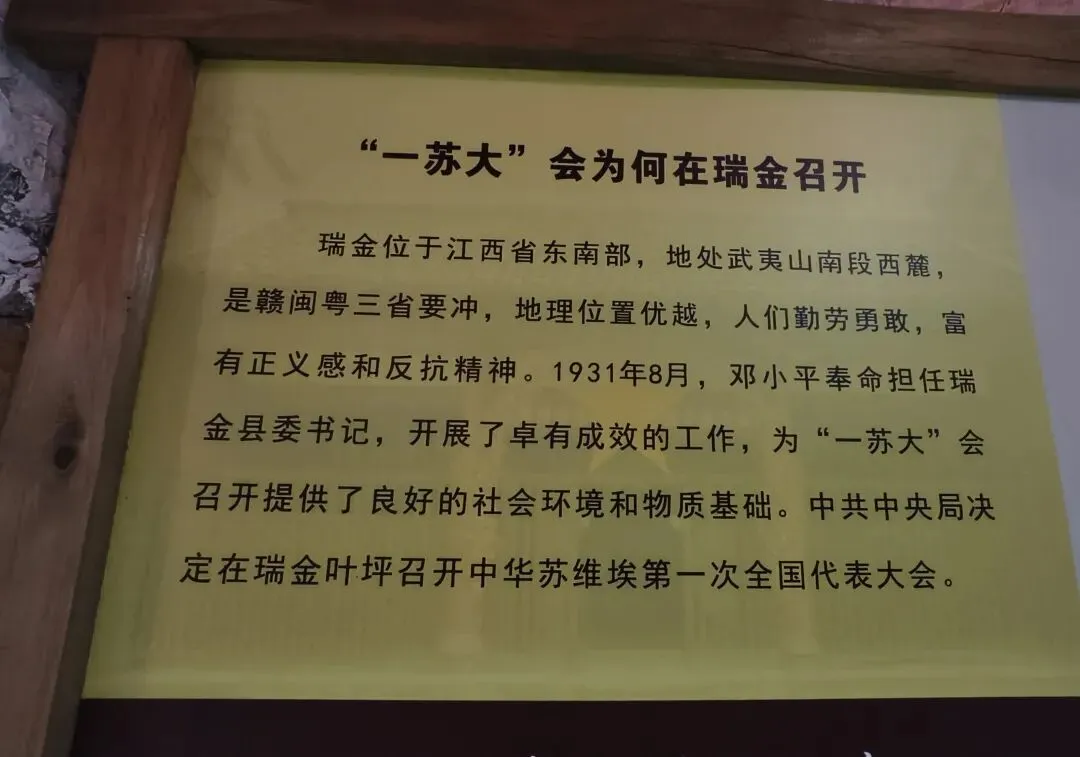 “一苏大”会为何在瑞金召开
瑞金位于江西省东南部，地处武夷山南段西麓，
是赣闽粤三省要冲，地理位置优越，人们勤劳勇敢，富
有正义感和反抗精神。1931年8月，邓小平奉命担任瑞
金县委书记，开展了卓有成效的工作，为“一苏大”会
召开提供了良好的社会环境和物质基础。中共中央局决
定在瑞金叶坪召开中华苏维埃第一次全国代表大会。